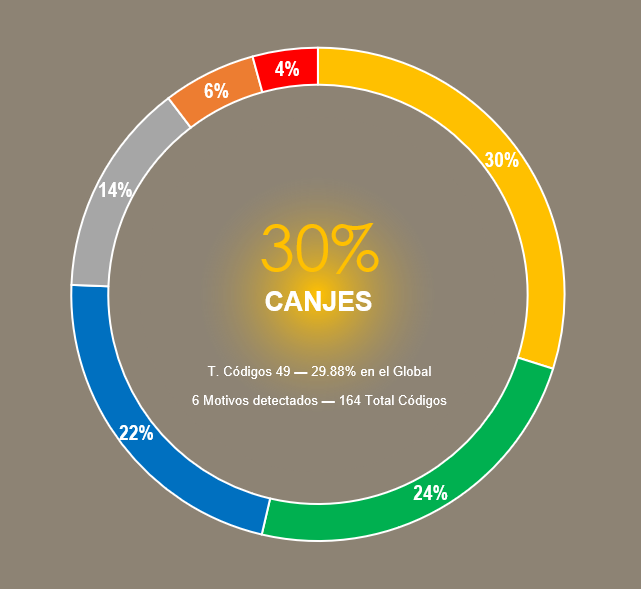 4%
6%
30%
14%
30%
CANJES
T. Códigos 49 — 29.88% en el Global
6 Motivos detectados — 164 Total Códigos
22%
24%